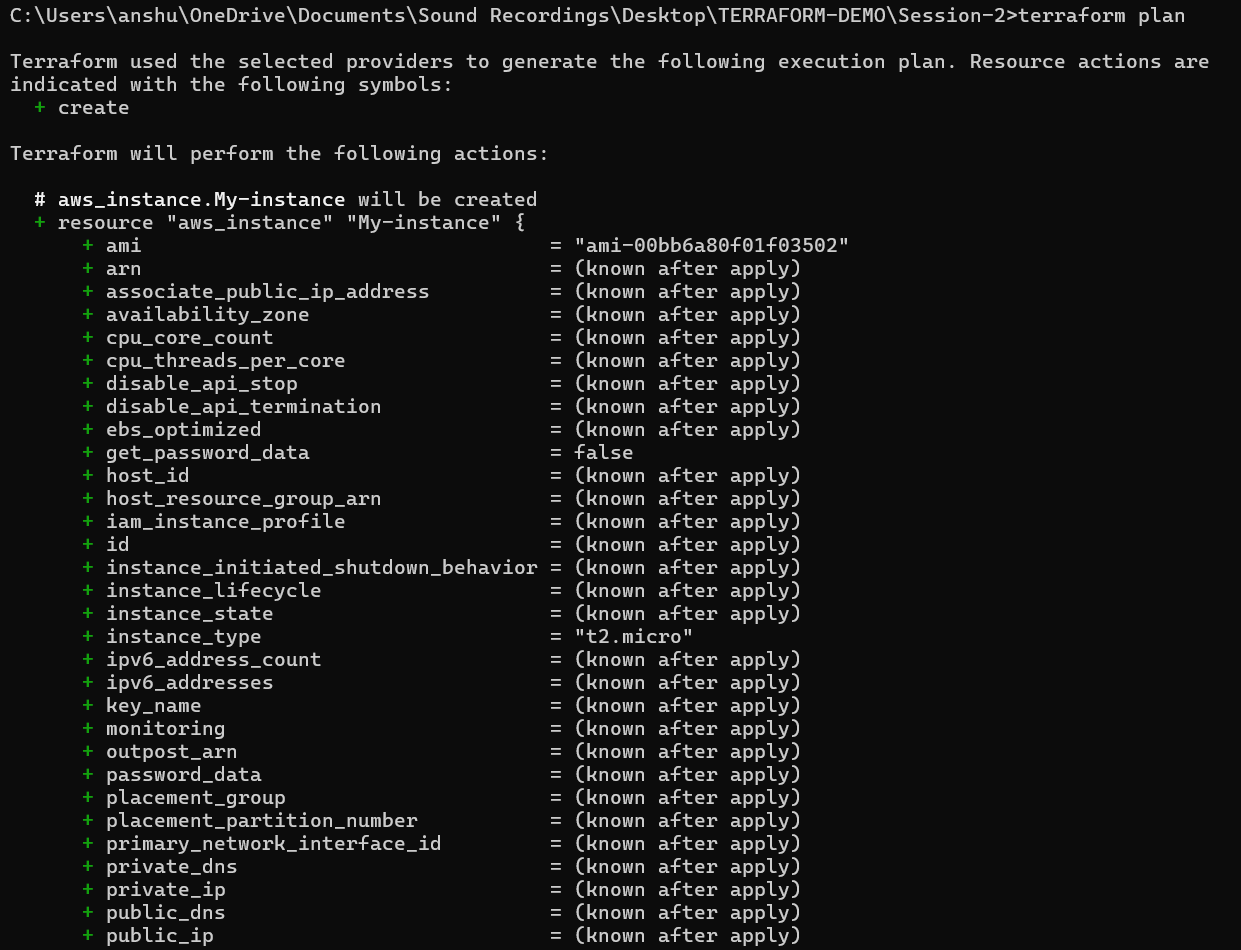 C:\Users\anshu\OneDrive\Documents\Sound Recordings\Desktop\TERRAFORM-DEMO\Session-2>terraform plan
Terraform used the selected providers to generate the following execution plan. Resource actions are
indicated with the following symbols:
  + create
Terraform will perform the following actions:
  # aws_instance.My-instance will be created
  + resource "aws_instance" "My-instance" {
      + ami                                  = "ami-00bb6a80f01f03502"
      + arn                                  = (known after apply)
      + associate_public_ip_address          = (known after apply)
      + availability_zone                    = (known after apply)
      + cpu_core_count                       = (known after apply)
      + cpu_threads_per_core                 = (known after apply)
      + disable_api_stop                     = (known after apply)
      + disable_api_termination              = (known after apply)
      + ebs_optimized                        = (known after apply)
      + get_password_data                    = false
      + host_id                              = (known after apply)
      + host_resource_group_arn              = (known after apply)
      + iam_instance_profile                 = (known after apply)
      + id                                   = (known after apply)
      + instance_initiated_shutdown_behavior = (known after apply)
      + instance_lifecycle                   = (known after apply)
      + instance_state                       = (known after apply)
      + instance_type                        = "t2.micro"
      + ipv6_address_count                   = (known after apply)
      + ipv6_addresses                       = (known after apply)
      + key_name                             = (known after apply)
      + monitoring                           = (known after apply)
      + outpost_arn                          = (known after apply)
      + password_data                        = (known after apply)
      + placement_group                      = (known after apply)
      + placement_partition_number           = (known after apply)
      + primary_network_interface_id         = (known after apply)
      + private_dns                          = (known after apply)
      + private_ip                           = (known after apply)
      + public_dns                           = (known after apply)
      + public_ip                            = (known after apply)